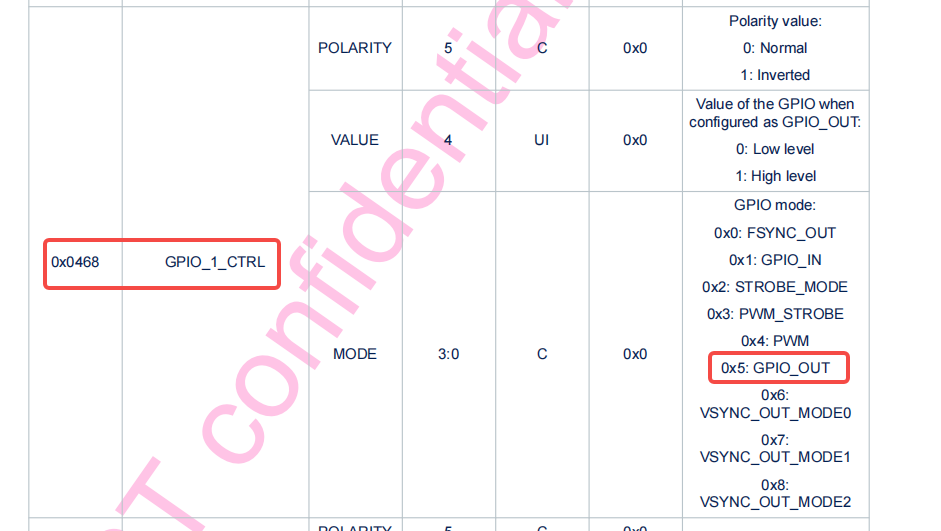 POLARITY 5 C 0x0 Polarity value:
0: Normal
1: Inverted
VALUE 4 UI 0x0 Value of the GPIO when
configured as GPIO_OUT:
0: Low level
1: High level
0x0468 GPIO_1_CTRL
MODE 3:0 C 0x0 GPIO mode:
0x0: FSYNC_OUT
0x1: GPIO_IN
0x2: STROBE_MODE
0x3: PWM_STROBE
0x4: PWM
0x5: GPIO_OUT
0x6:
VSYNC_OUT_MODE0
0x7:
VSYNC_OUT_MODE1
0x8:
VSYNC_OUT_MODE2
POLARITY 5 C 0x0
T confidential